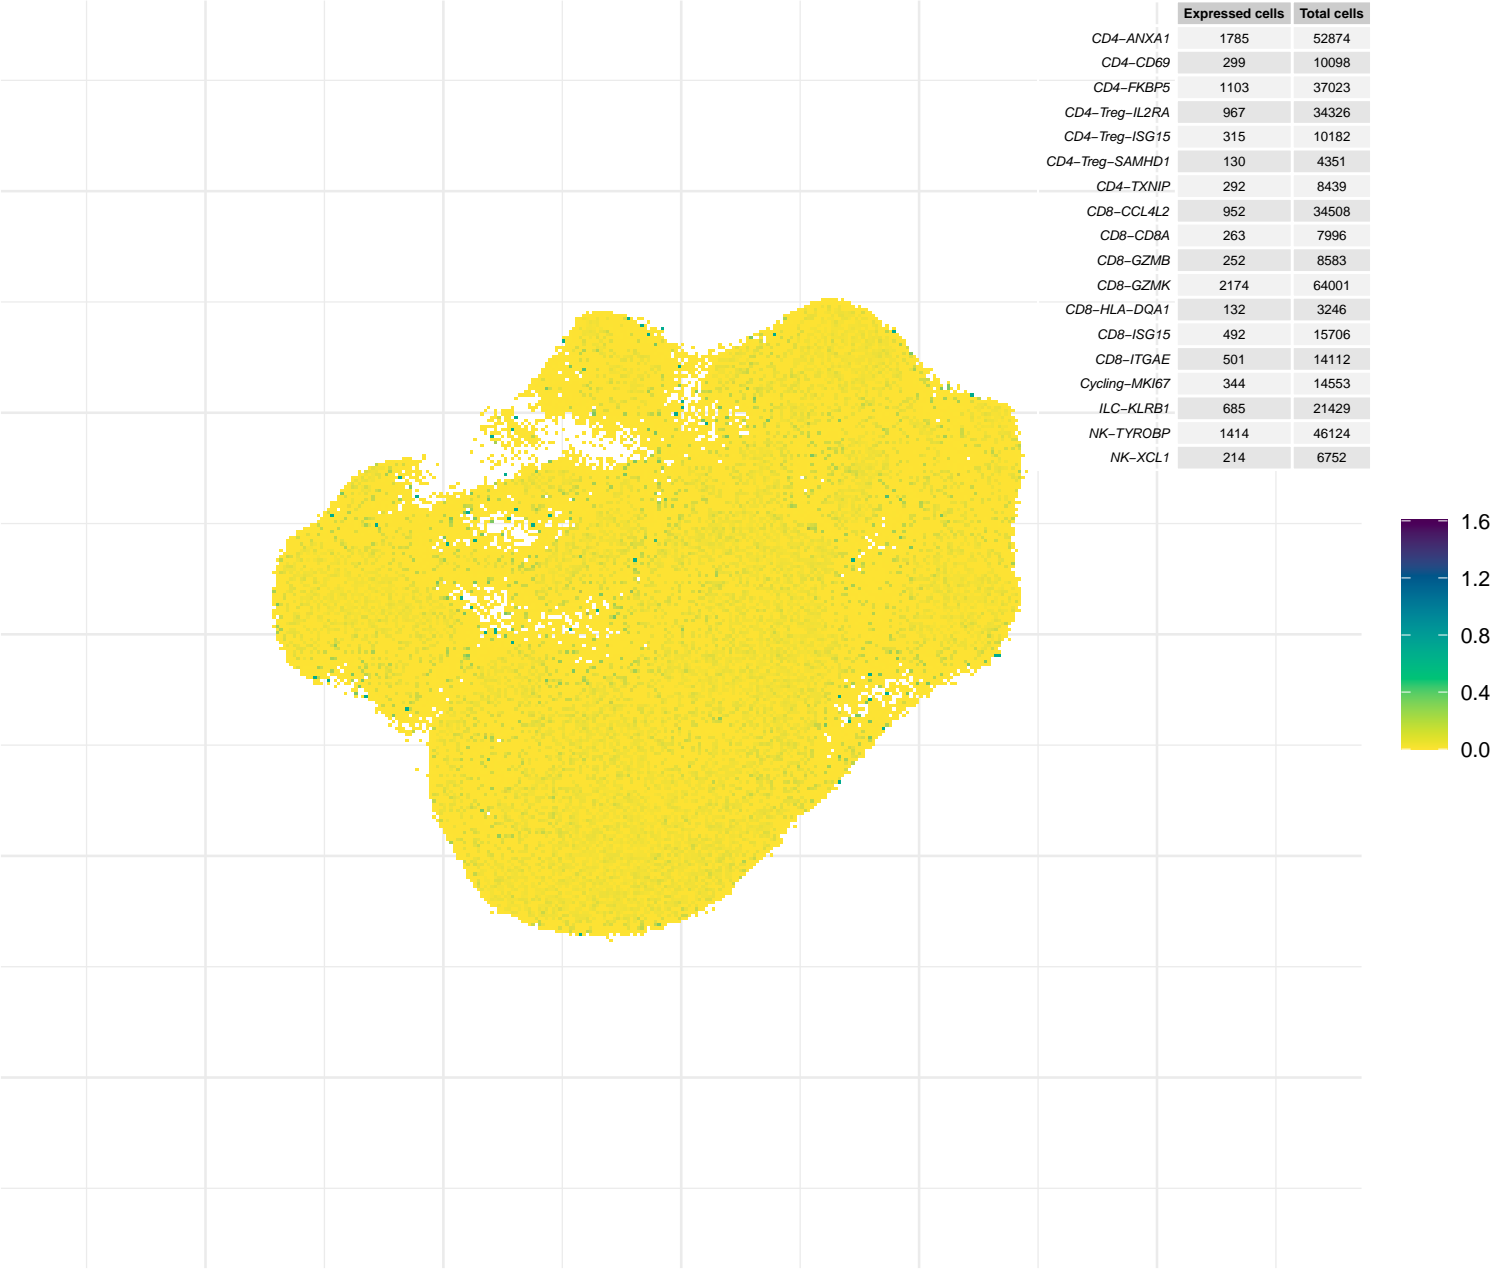 Expressed cells Total cells
CD4−ANXA1 1785 52874
CD4−CD69 299 10098
CD4−FKBP5 1103 37023
CD4−Treg−IL2RA 967 34326
CD4−Treg−ISG15 315 10182
CD4−Treg−SAMHD1 130 4351
CD4−TXNIP 292 8439
CD8−CCL4L2 952 34508
CD8−CD8A 263 7996
CD8−GZMB 252 8583
CD8−GZMK 2174 64001
CD8−HLA−DQA1 132 3246
CD8−ISG15 492 15706
CD8−ITGAE 501 14112
Cycling−MKI67 344 14553
ILC−KLRB1 685 21429
NK−TYROBP 1414 46124
NK−XCL1 214 6752
1.6
1.2
0.8
0.4
0.0